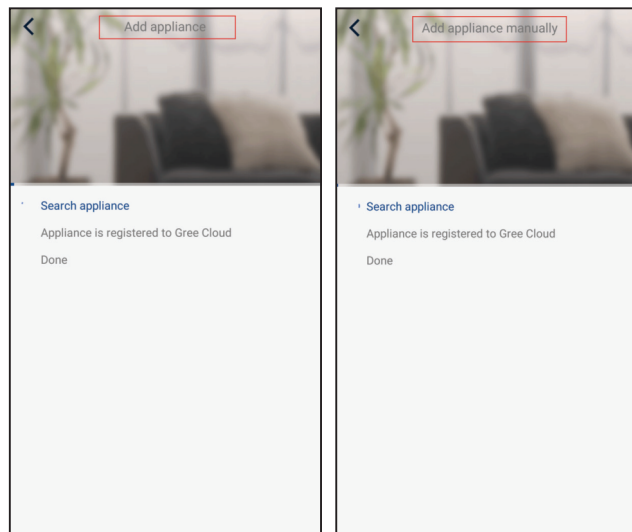 Add appliance
Search appliance
Appliance is registered to Gree Cloud
Done
Add appliance manually
Search appliance
Appliance is registered to Gree Cloud
Done